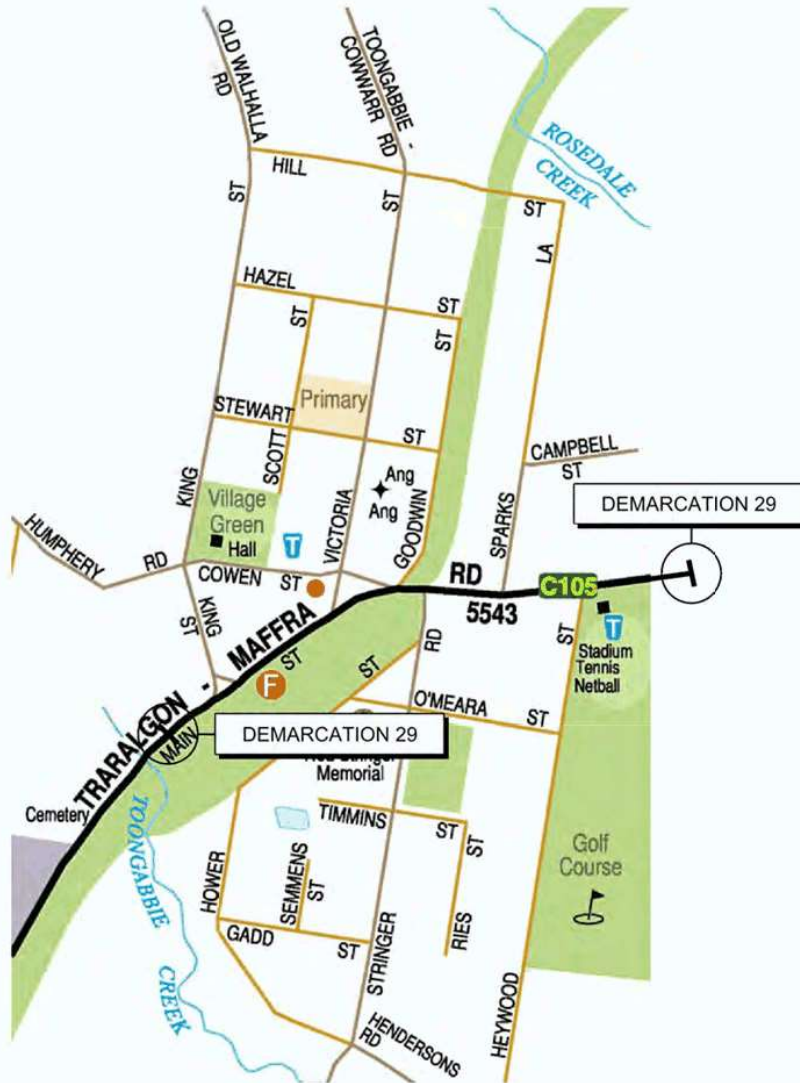 OLD WALHALLA
RD
TOONGABBIE -
COWWARR RD
ROSEDALE
CREEK
HILL
ST
ST
ST
LA
HAZEL
ST
ST
ST
Primary
STEWART
ST
SCOTT
CAMPBELL
ST
KING
Village
Green
Hall
T
VICTORIA
Ang
Ang
GOODWIN
SPARKS
DEMARCATION 29
HUMPHERY
RD
COWEN
ST
RD
C105
5543
KING
ST
MAFFRA
ST
ST
RD
ST
T
Stadium
Tennis
Netball
F
O'MEARA
ST
TRARALGON -
MAIN
DEMARCATION 29
Memorial
Cemetery
TOONGABBIE
CREEK
TIMMINS
ST
ST
Golf
Course
HOWER
SEMMENS
ST
GADD
ST
STRINGER
RIES
HEYWOOD
HENDERSONS
RD